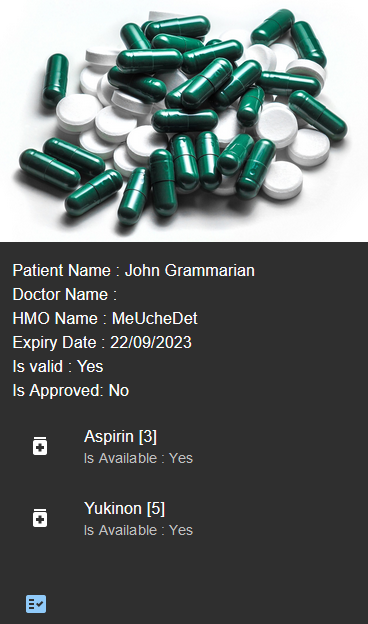 Patient Name : John Grammarian
Doctor Name :
HMO Name : MeUcheDet
Expiry Date : 22/09/2023
Is valid : Yes
Is Approved: No
Aspirin [3]
Is Available : Yes
Yukinon [5]
Is Available : Yes